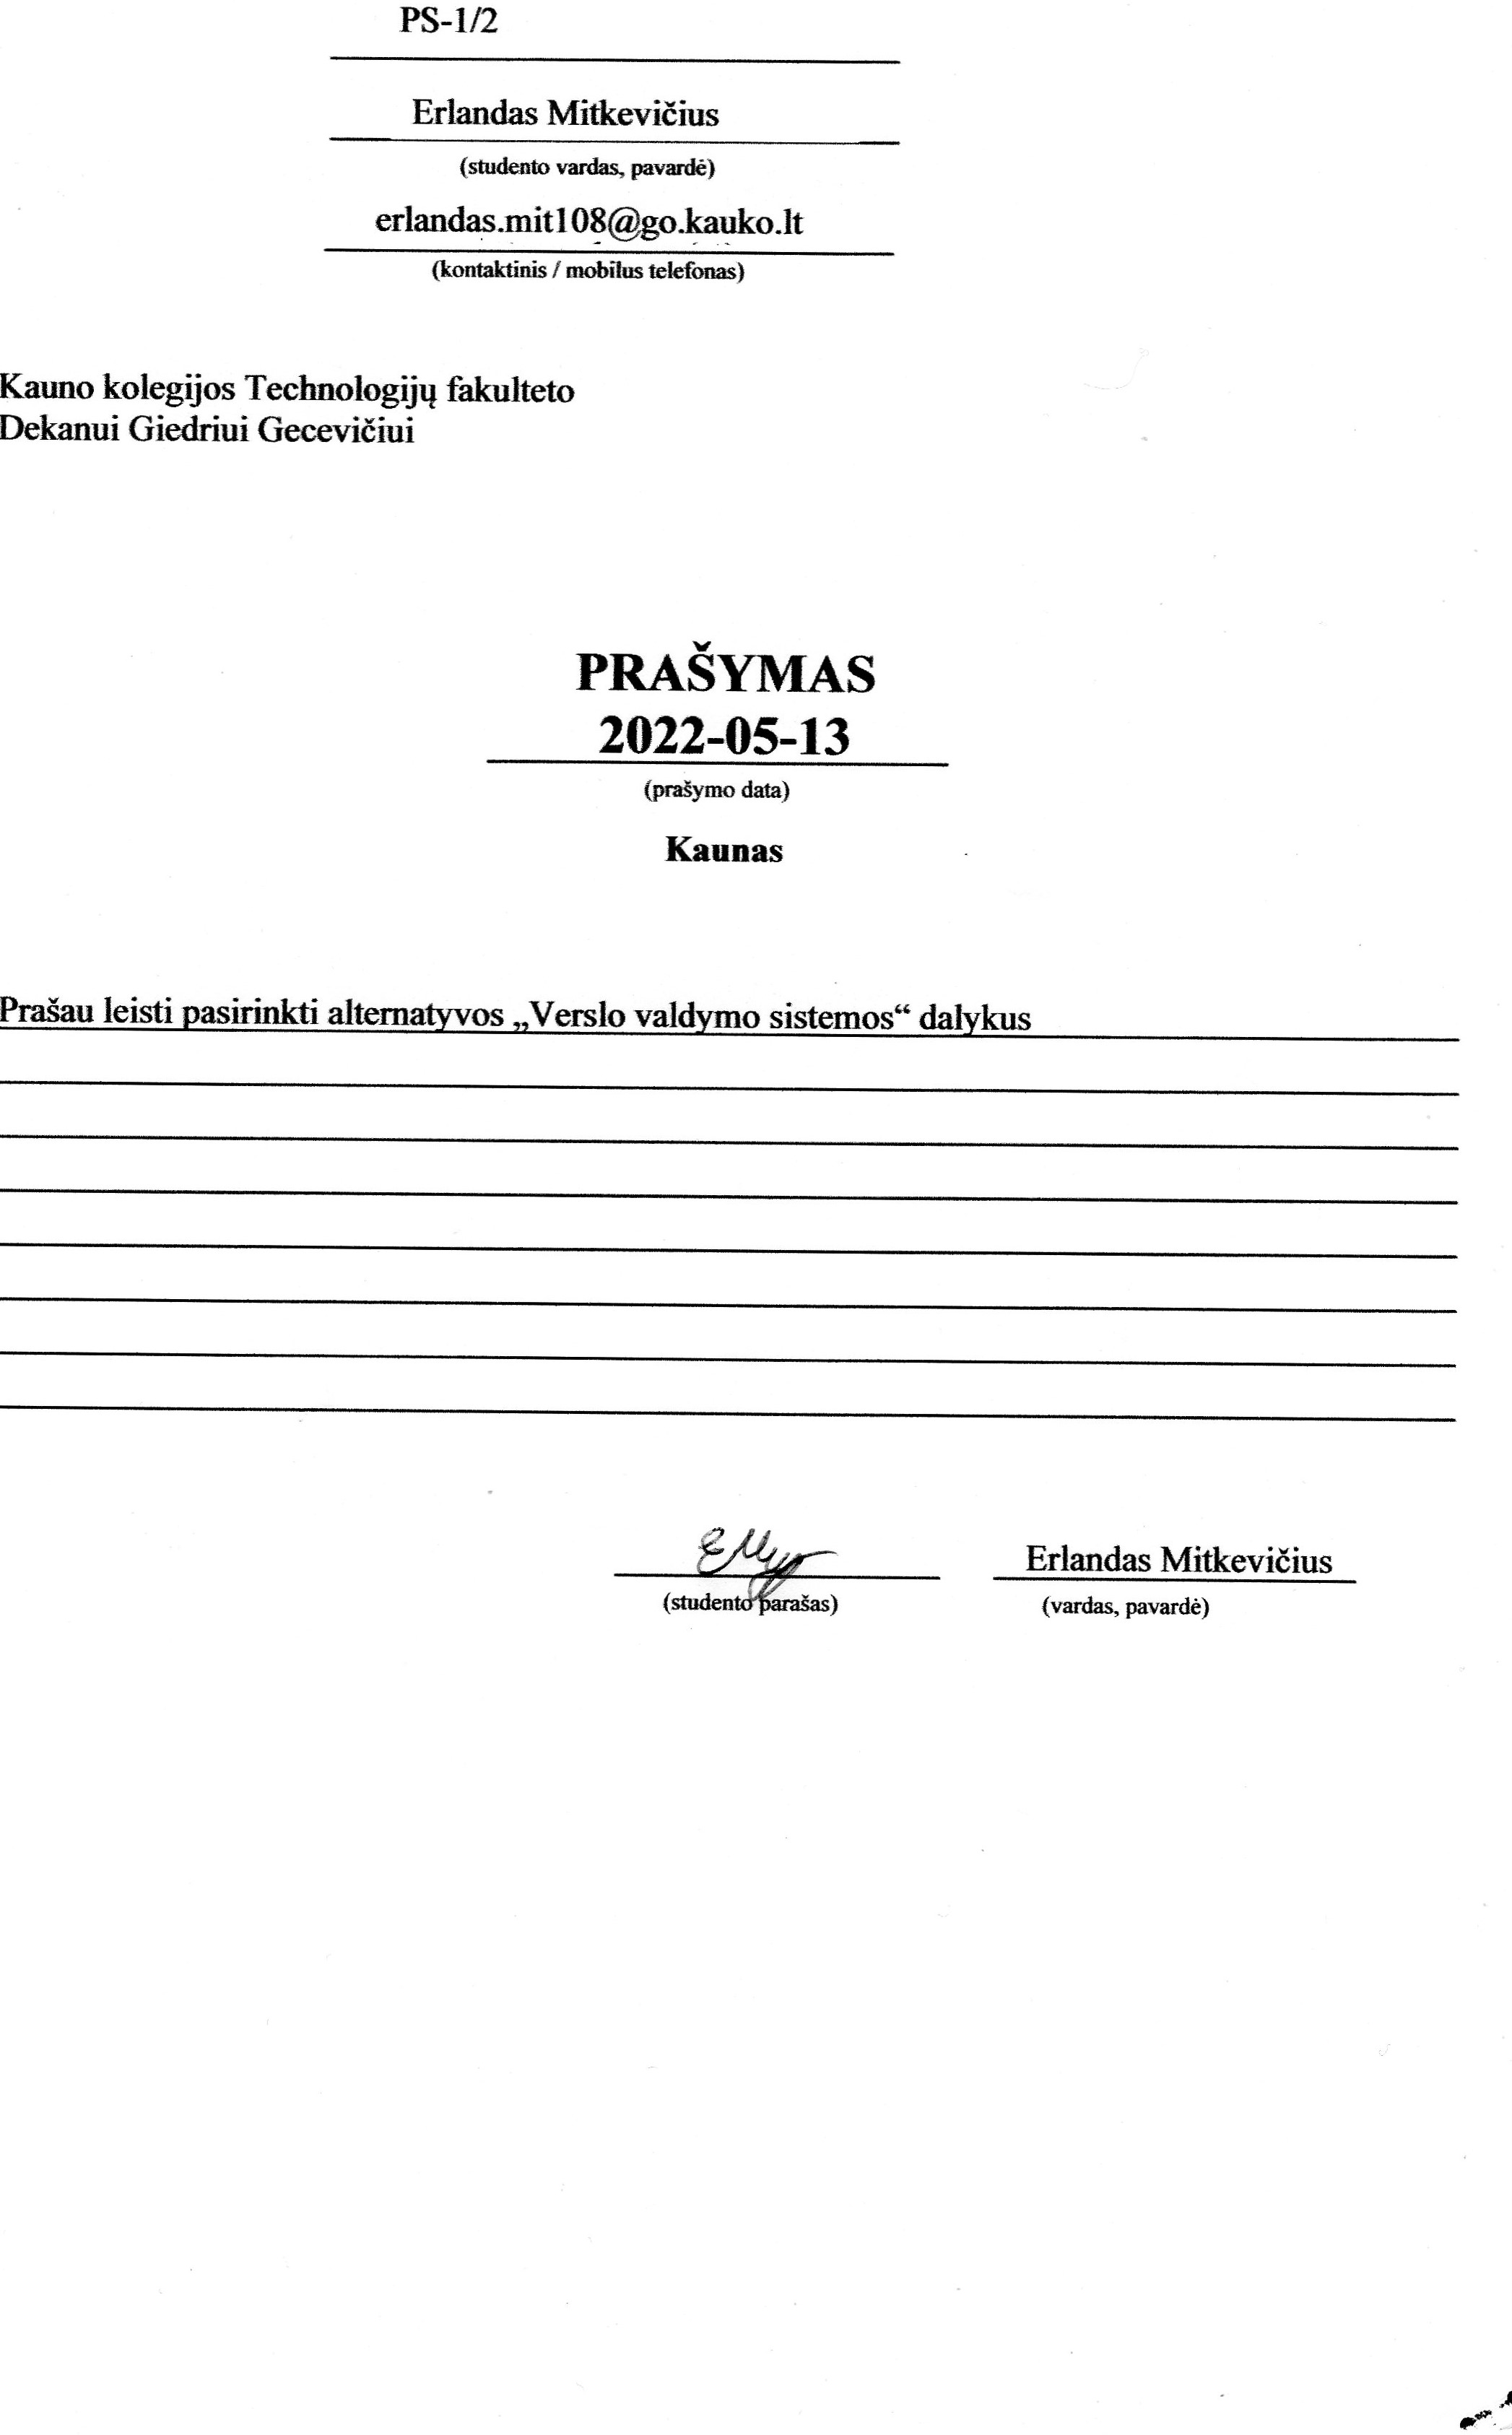 PS-1/2
Erlandas Mitkevičius
(studento vardas, pavardė)
erlandas.mit108@go.kauko.lt
(kontaktinis / mobilus telefonas)
Kauno kolegijos Technologijų fakulteto
Dekanui Giedriui Gecevičiui
PRAŠYMAS
2022-05-13
(prašymo data)
Kaunas
Prašau leisti pasirinkti alternatyvos „Verslo valdymo sistemos“ dalykus
Erlandas Mitkevičius
(studento parašas) (vardas, pavardė)